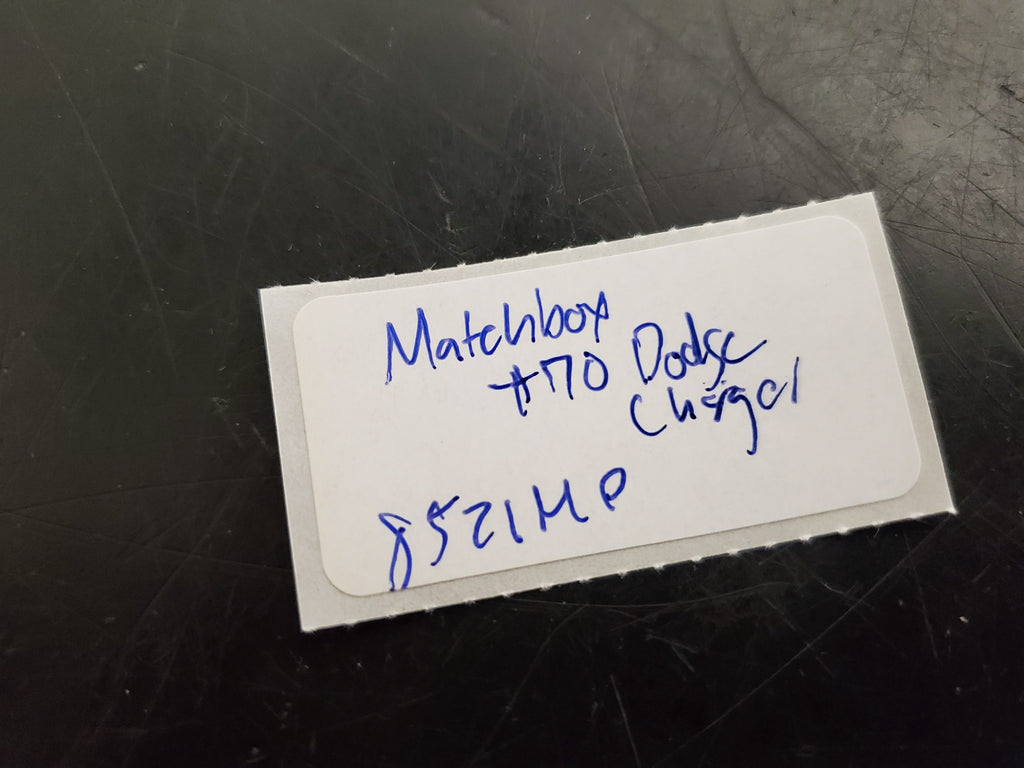 Matchbox
#70 Dodge
Charger
8521MP